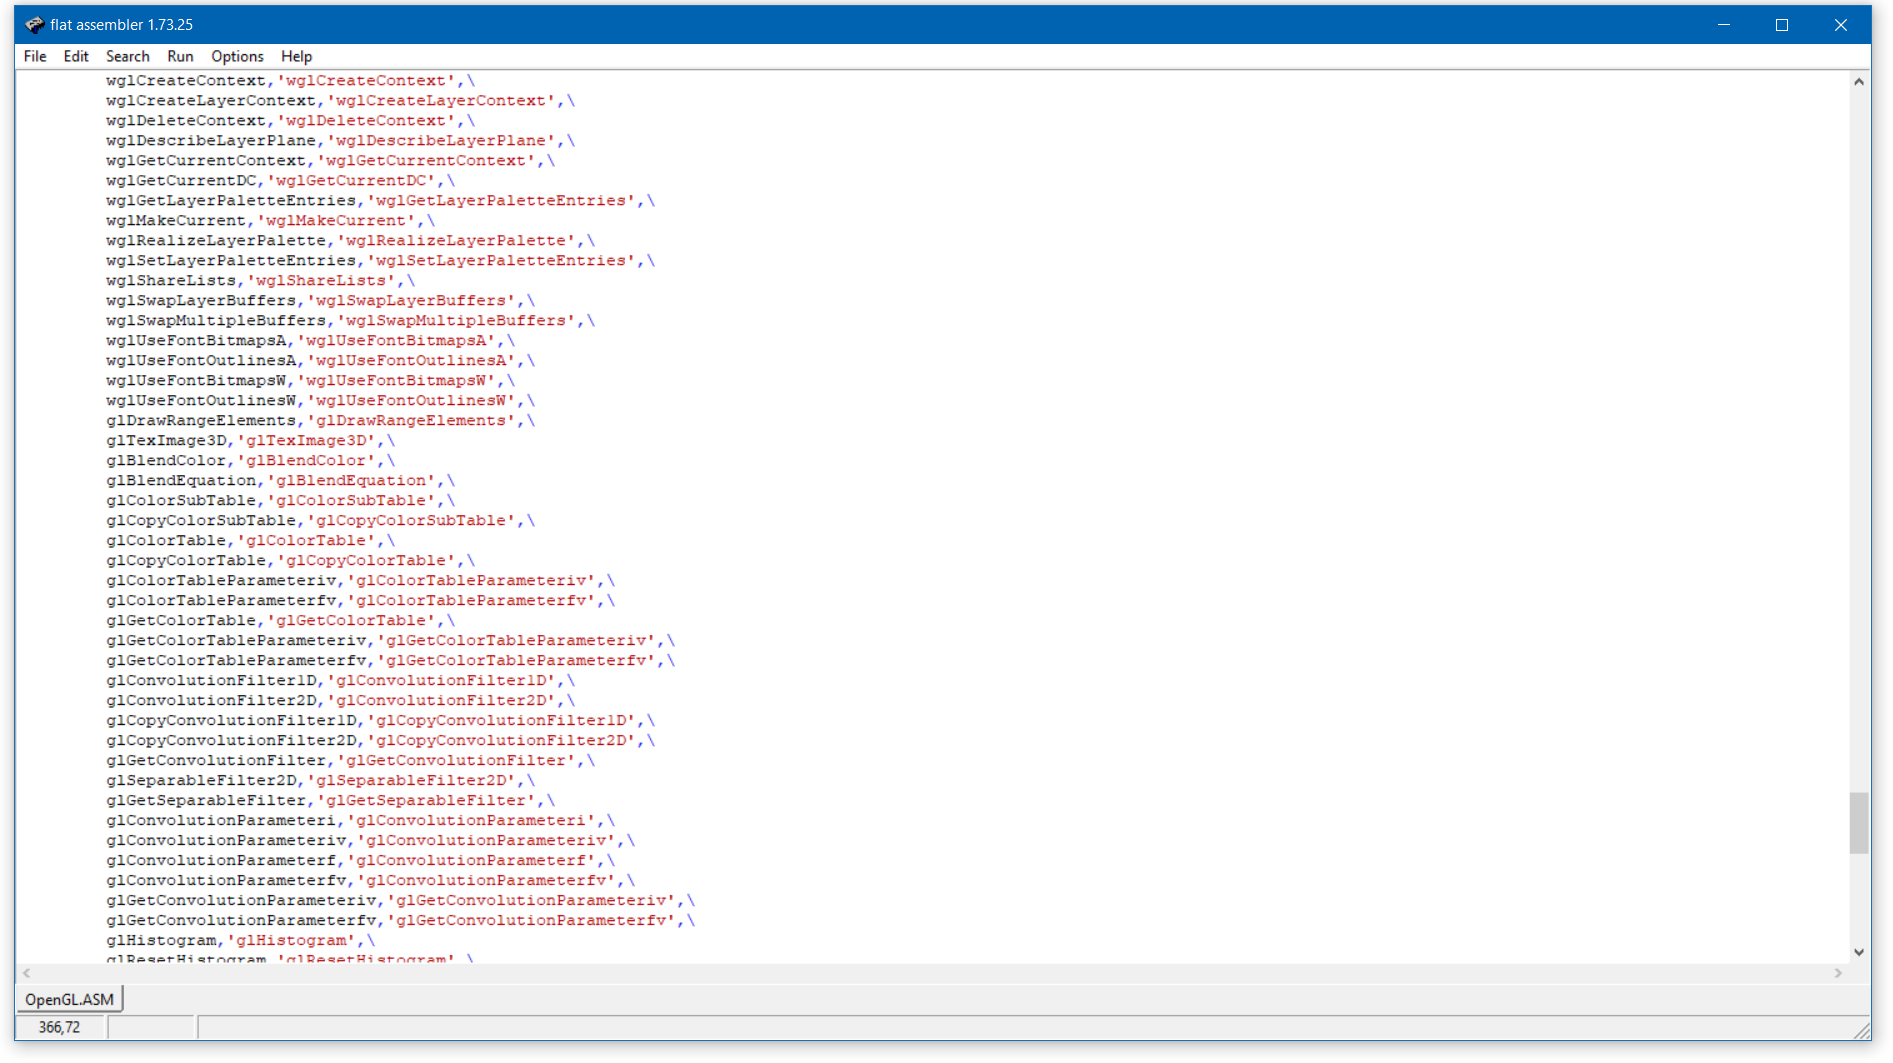 flat assembler 1.73.25
File Edit Search Run Options Help
wglCreateContext,'wglCreateContext',\
wglCreateLayerContext,'wglCreateLayerContext',\
wglDeleteContext,'wglDeleteContext',\
wglDescribeLayerPlane,'wglDescribeLayerPlane',\
wglGetCurrentContext,'wglGetCurrentContext',\
wglGetCurrentDC,'wglGetCurrentDC',\
wglGetLayerPaletteEntries,'wglGetLayerPaletteEntries',\
wglMakeCurrent,'wglMakeCurrent',\
wglRealizeLayerPalette,'wglRealizeLayerPalette',\
wglSetLayerPaletteEntries,'wglSetLayerPaletteEntries',\
wglShareLists,'wglShareLists',\
wglSwapLayerBuffers,'wglSwapLayerBuffers',\
wglSwapMultipleBuffers,'wglSwapMultipleBuffers',\
wglUseFontBitmapsA,'wglUseFontBitmapsA',\
wglUseFontOutlinesA,'wglUseFontOutlinesA',\
wglUseFontBitmapsW,'wglUseFontBitmapsW',\
wglUseFontOutlinesW,'wglUseFontOutlinesW',\
glDrawRangeElements,'glDrawRangeElements',\
glTexImage3D,'glTexImage3D',\
glBlendColor,'glBlendColor',\
glBlendEquation,'glBlendEquation',\
glColorSubTable,'glColorSubTable',\
glCopyColorSubTable,'glCopyColorSubTable',\
glColorTable,'glColorTable',\
glCopyColorTable,'glCopyColorTable',\
glColorTableParameteriv,'glColorTableParameteriv',\
glColorTableParameterfv,'glColorTableParameterfv',\
glGetColorTable,'glGetColorTable',\
glGetColorTableParameteriv,'glGetColorTableParameteriv',\
glGetColorTableParameterfv,'glGetColorTableParameterfv',\
glConvolutionFilter1D,'glConvolutionFilter1D',\
glConvolutionFilter2D,'glConvolutionFilter2D',\
glCopyConvolutionFilter1D,'glCopyConvolutionFilter1D',\
glCopyConvolutionFilter2D,'glCopyConvolutionFilter2D',\
glGetConvolutionFilter,'glGetConvolutionFilter',\
glSeparableFilter2D,'glSeparableFilter2D',\
glGetSeparableFilter,'glGetSeparableFilter',\
glConvolutionParameteri,'glConvolutionParameteri',\
glConvolutionParameteriv,'glConvolutionParameteriv',\
glConvolutionParameterf,'glConvolutionParameterf',\
glConvolutionParameterfv,'glConvolutionParameterfv',\
glGetConvolutionParameteriv,'glGetConvolutionParameteriv',\
glGetConvolutionParameterfv,'glGetConvolutionParameterfv',\
glHistogram,'glHistogram',\
glResetHistogram,'glResetHistogram',\
OpenGL.ASM
366,72